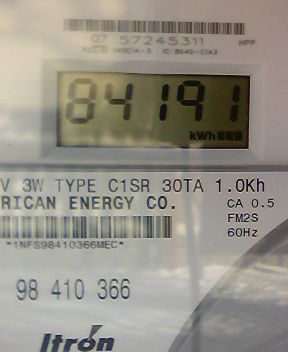 07 57245311 HPP
84191
kWh
V 3W TYPE C1SR 30TA 1.0Kh
RICAN ENERGY CO.
CA 0.5
FM2S
60Hz
*1NFS98410366MEC*
98 410 366
Itron